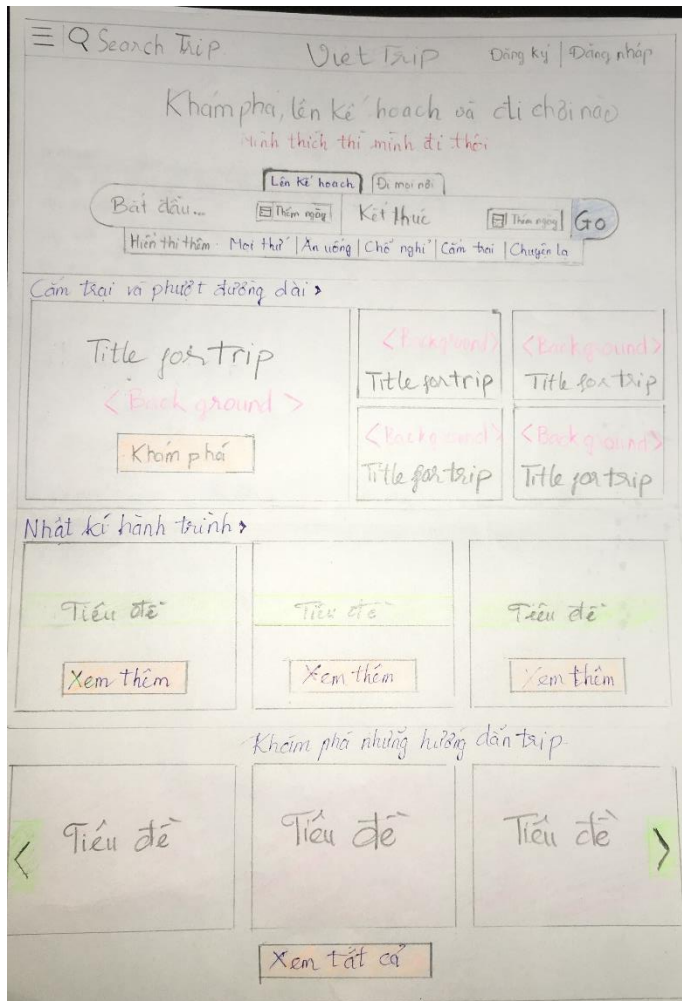 Search Trip Viet Trip Đăng ký | Đăng nhập
Khám phá, lên kế hoạch và đi chơi nào
Mình thích thì mình đi thôi
Lên kế hoạch Đi mọi nơi
Bắt đầu... Thêm ngày Kết thúc Thêm ngày Go
Hiển thị thêm: Mọi thứ | Ăn uống | Chỗ nghỉ | Cắm trại | Chuyện lạ
Cắm trại và phượt đường dài >
Title for trip
<Background>
Khám phá
<Background> <Background>
Title for trip Title for trip
<Background> <Background>
Title for trip Title for trip
Nhật kí hành trình >
Tiêu đề Tiêu đề Tiêu đề
Xem thêm Xem thêm Xem thêm
Khám phá những hướng dẫn trip
< Tiêu đề Tiêu đề Tiêu đề >
Xem tất cả